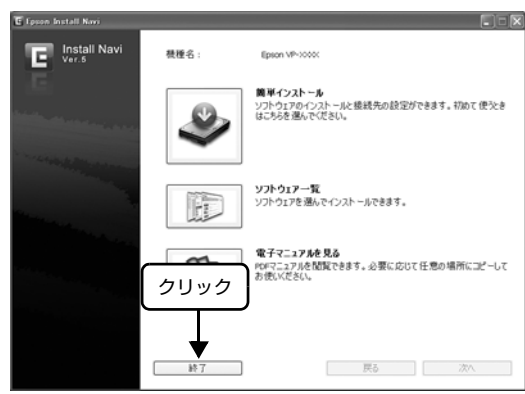 Epson Install Navi
Install Navi
Ver.5
機種名：
Epson VP-XXXX
簡単インストール
ソフトウェアのインストールと接続先の設定ができます。初めて使うとき
はこちらを選んでください。
ソフトウェア一覧
ソフトウェアを選んでインストールできます。
電子マニュアルを見る
PDFマニュアルを閲覧できます。必要に応じて任意の場所にコピーして
お使いください。
クリック
終了
戻る
次へ